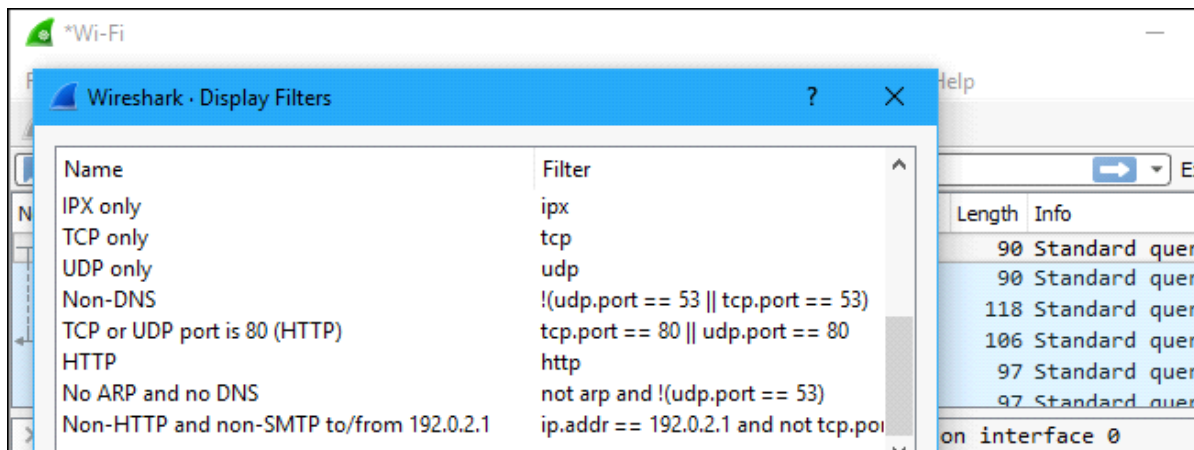 *Wi-Fi
Help
Wireshark · Display Filters ? ×
Name Filter
IPX only ipx
TCP only tcp
UDP only udp
Non-DNS !(udp.port == 53 || tcp.port == 53)
TCP or UDP port is 80 (HTTP) tcp.port == 80 || udp.port == 80
HTTP http
No ARP and no DNS not arp and !(udp.port == 53)
Non-HTTP and non-SMTP to/from 192.0.2.1 ip.addr == 192.0.2.1 and not tcp.por
Length Info
90 Standard quer
90 Standard quer
118 Standard quer
106 Standard quer
97 Standard quer
97 Standard quer
on interface 0